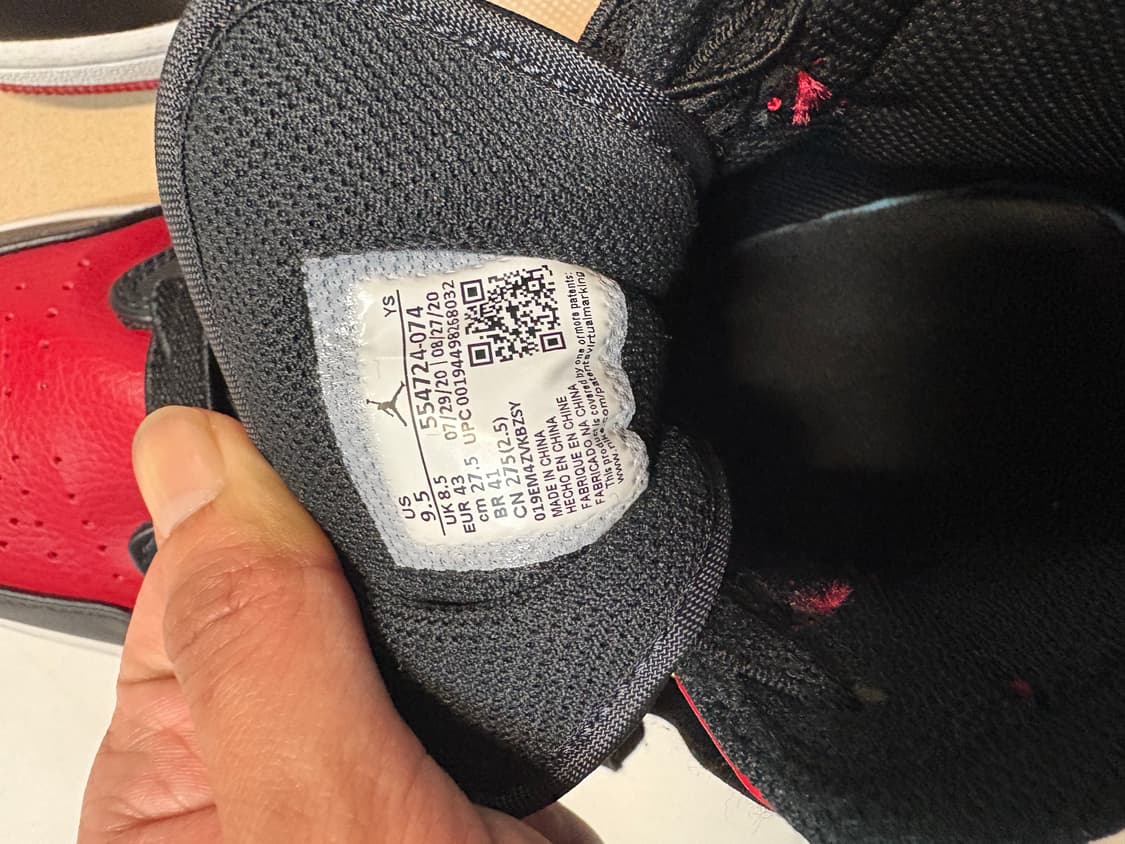 US YS
9.5 554724-074
UK 8.5 07/29/20 | 08/27/20
EUR 43 UPC 00194498268032
cm 27.5
BR 41
CN 275(2.5)
019EM4ZVKBZSY
MADE IN CHINA
HECHO EN CHINA
FABRIQUE EN CHINE
FABRICADO NA CHINA
This product is covered by one or more patents: